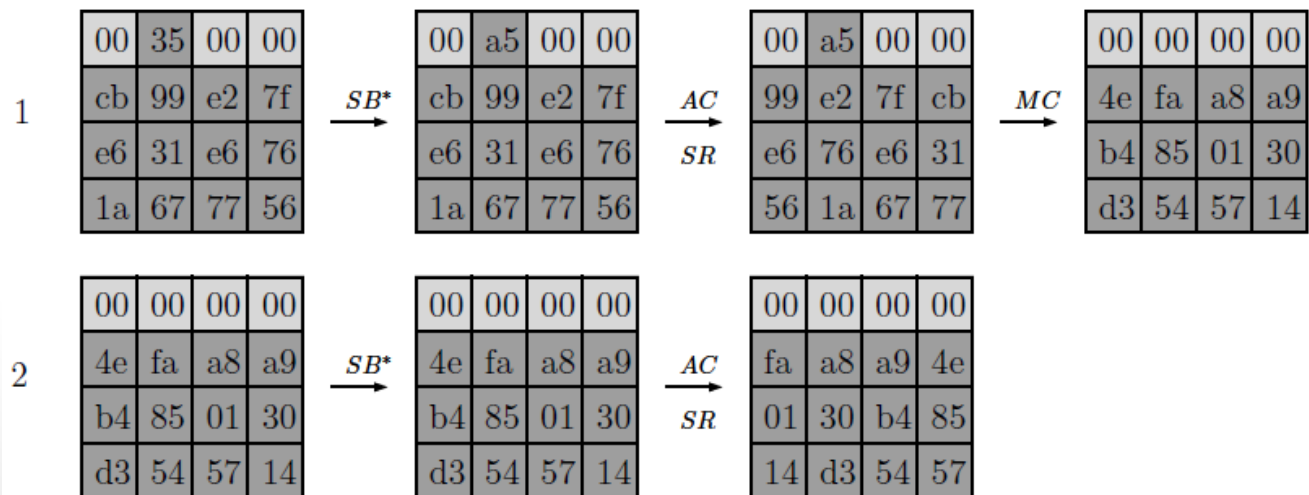 00 35 00 00 00 a5 00 00 00 a5 00 00 00 00 00 00
1 cb 99 e2 7f SB* cb 99 e2 7f AC 99 e2 7f cb MC 4e fa a8 a9
e6 31 e6 76 e6 31 e6 76 SR e6 76 e6 31 b4 85 01 30
1a 67 77 56 1a 67 77 56 56 1a 67 77 d3 54 57 14
00 00 00 00 00 00 00 00 00 00 00 00
2 4e fa a8 a9 SB* 4e fa a8 a9 AC fa a8 a9 4e
b4 85 01 30 b4 85 01 30 SR 01 30 b4 85
d3 54 57 14 d3 54 57 14 14 d3 54 57